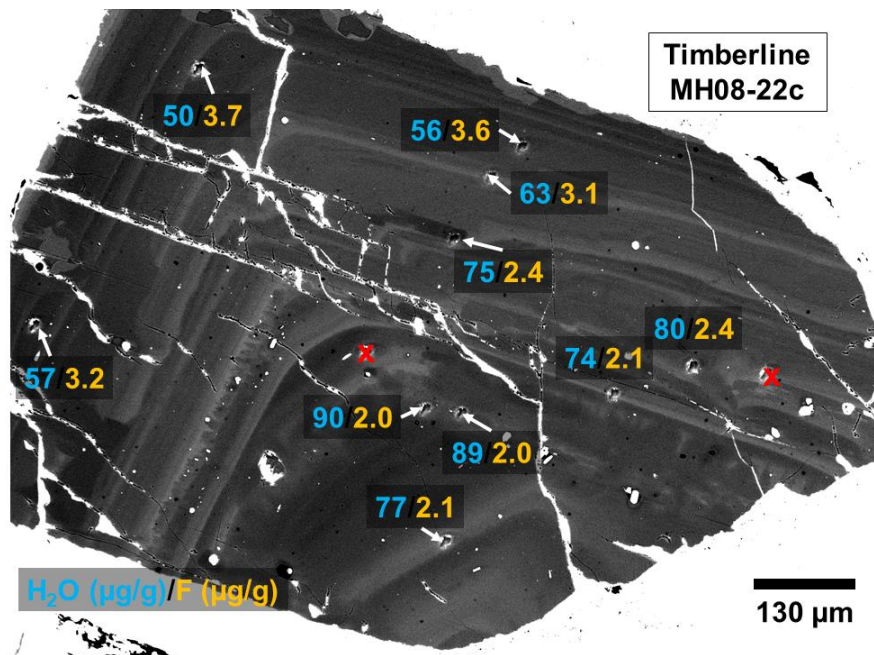 Timberline
MH08-22c
50/3.7
56/3.6
63/3.1
75/2.4
80/2.4
74/2.1
57/3.2
x
x
90/2.0
89/2.0
77/2.1
H₂O (µg/g)/F (µg/g)
130 µm